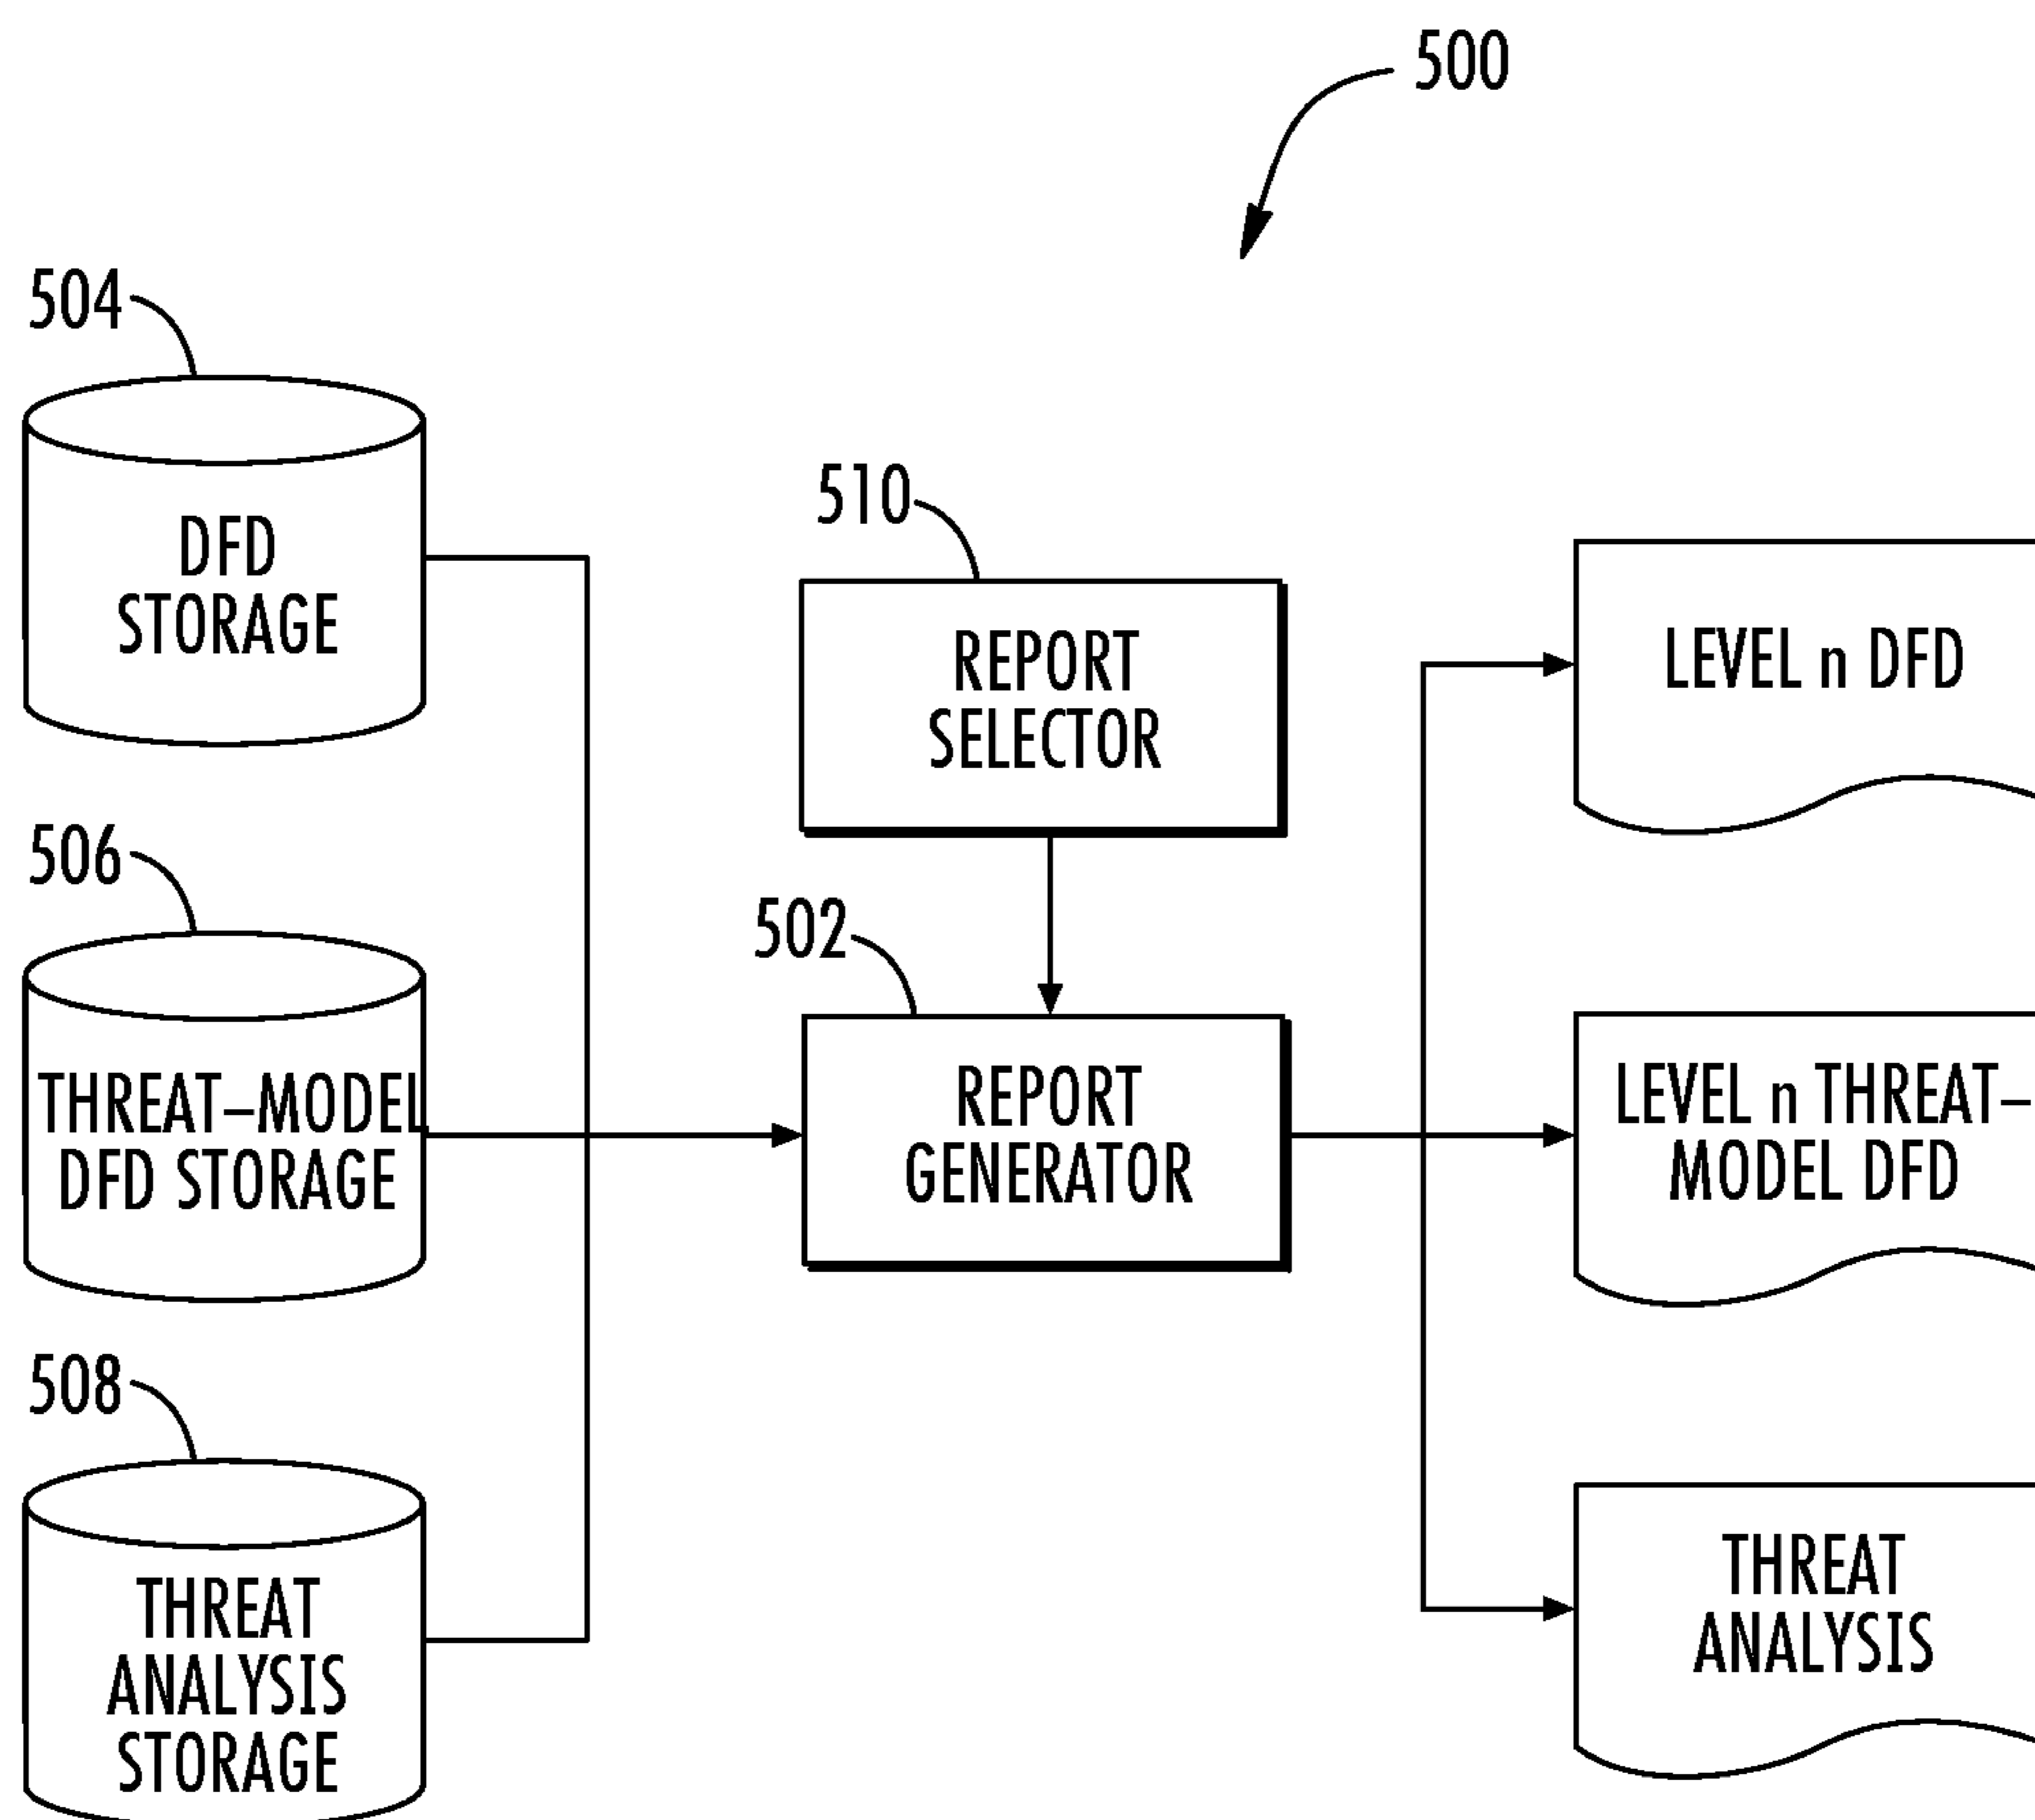 500
504
DFD
STORAGE
510
REPORT
SELECTOR
LEVEL n DFD
506
THREAT–MODEL
DFD STORAGE
502
REPORT
GENERATOR
LEVEL n THREAT–
MODEL DFD
508
THREAT
ANALYSIS
STORAGE
THREAT
ANALYSIS